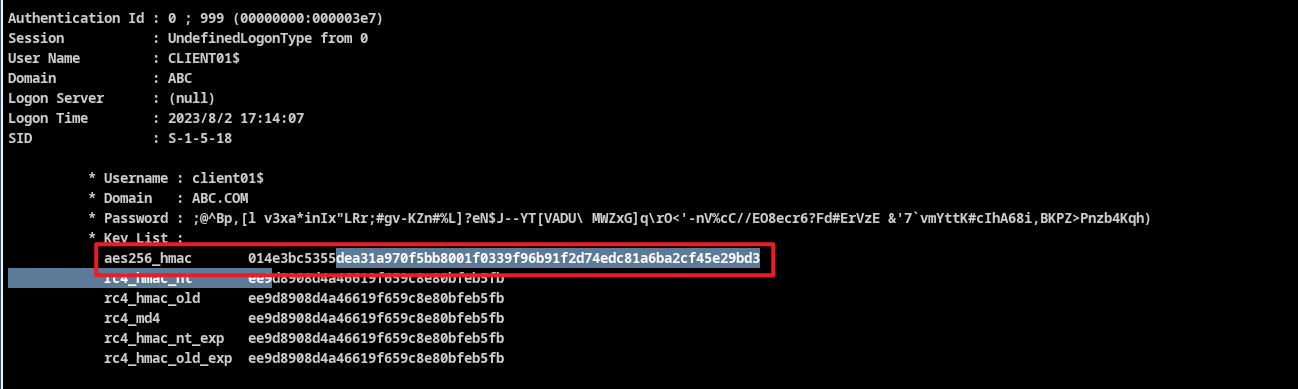 Authentication Id : 0 ; 999 (00000000:000003e7)
Session : UndefinedLogonType from 0
User Name : CLIENT01$
Domain : ABC
Logon Server : (null)
Logon Time : 2023/8/2 17:14:07
SID : S-1-5-18
* Username : client01$
* Domain : ABC.COM
* Password : ;@^Bp,[l v3xa*inIx"LRr;#gv-KZn#%L]?eN$J--YT[VADU\ MWZxG]q\rO<'-nV%cC//EO8ecr6?Fd#ErVzE &'7`vmYttK#cIhA68i,BKPZ>Pnzb4Kqh)
* Key List :
aes256_hmac 014e3bc5355dea31a970f5bb8001f0339f96b91f2d74edc81a6ba2cf45e29bd3
rc4_hmac_nt ee9d8908d4a46619f659c8e80bfeb5fb
rc4_hmac_old ee9d8908d4a46619f659c8e80bfeb5fb
rc4_md4 ee9d8908d4a46619f659c8e80bfeb5fb
rc4_hmac_nt_exp ee9d8908d4a46619f659c8e80bfeb5fb
rc4_hmac_old_exp ee9d8908d4a46619f659c8e80bfeb5fb